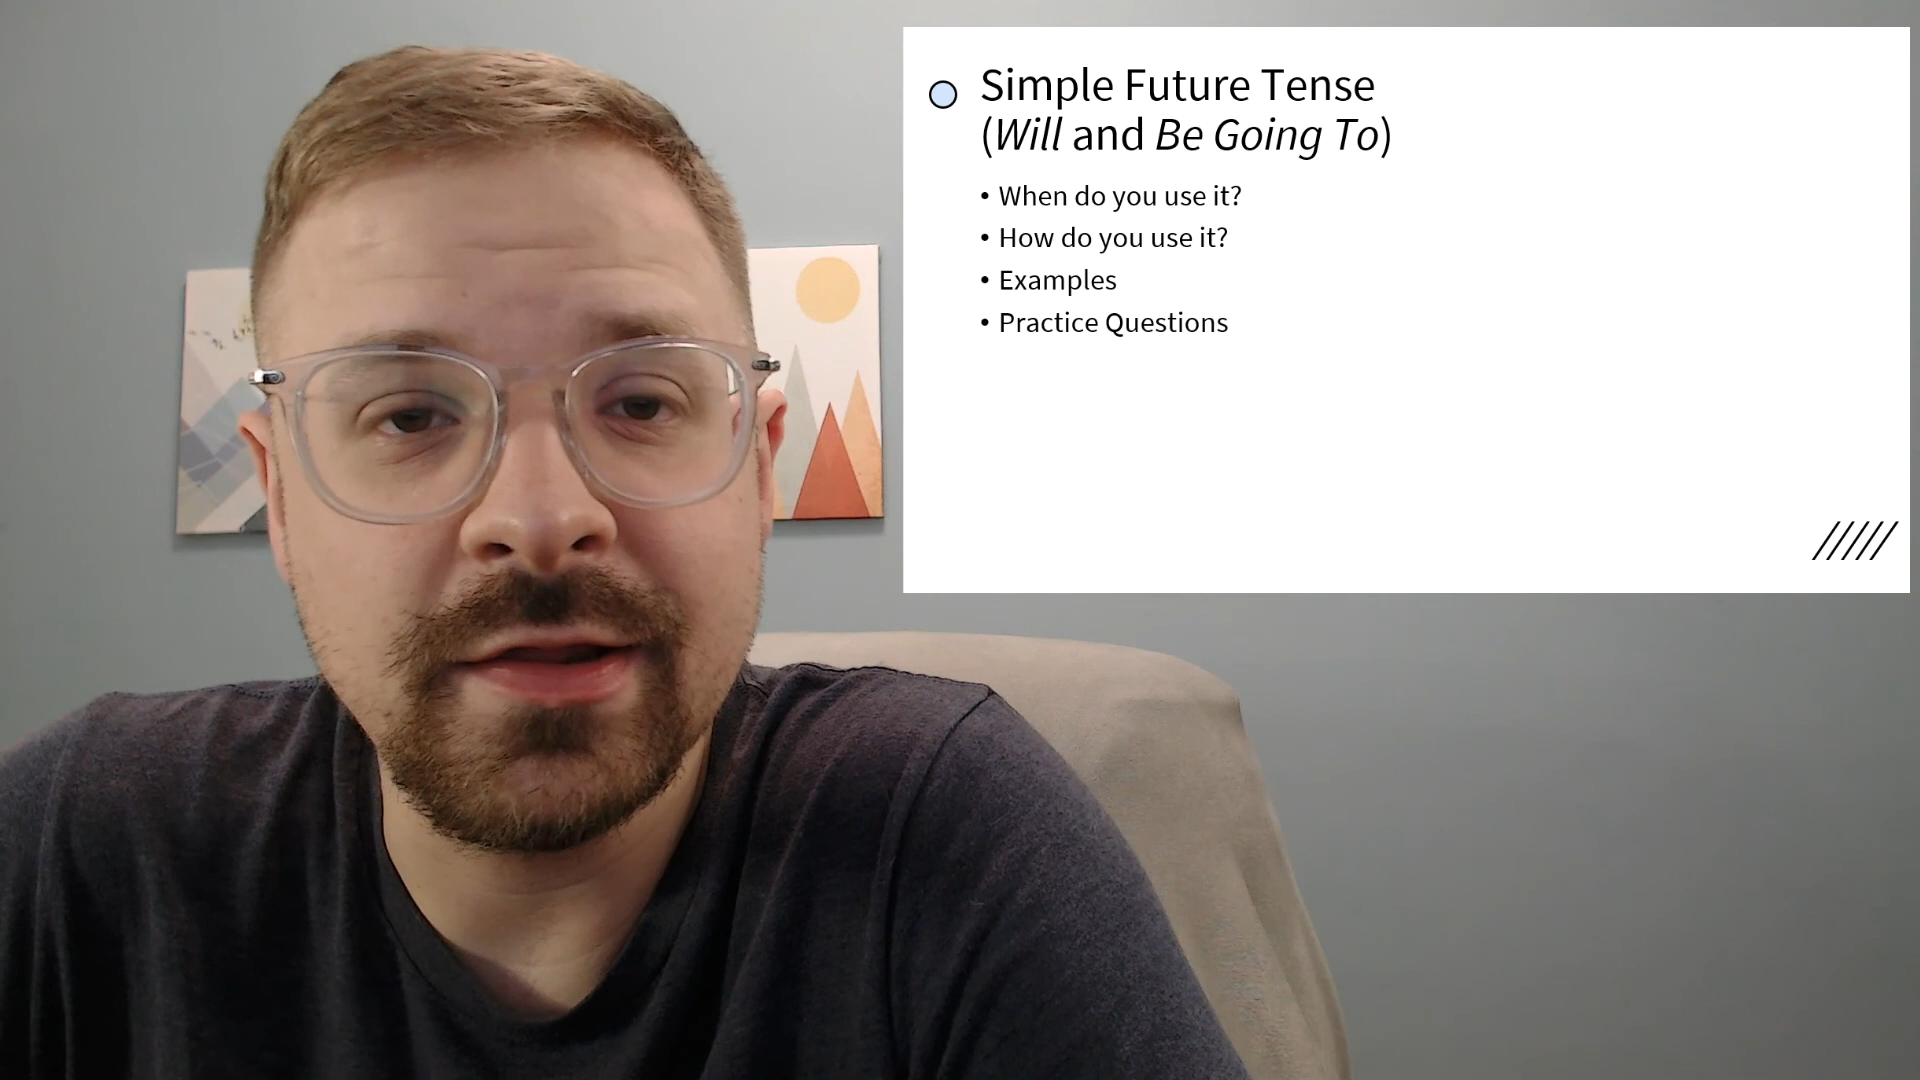 Simple Future Tense
(Will and Be Going To)
• When do you use it?
• How do you use it?
• Examples
• Practice Questions